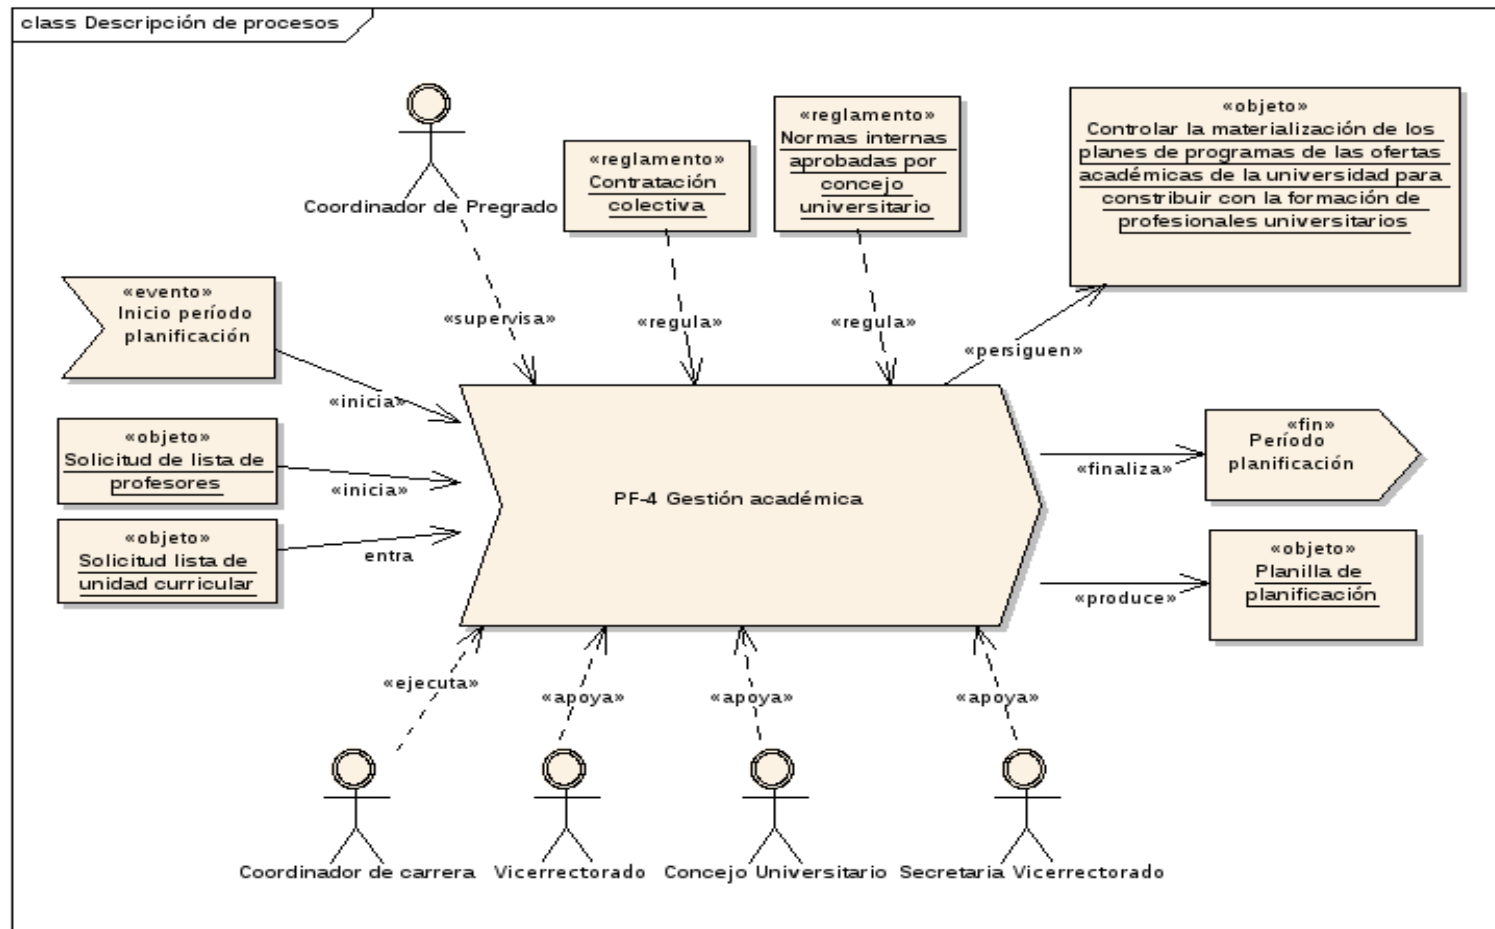 class Descripción de procesos
Coordinador de Pregrado
«reglamento»
Contratación
colectiva
«reglamento»
Normas internas
aprobadas por
concejo
universitario
«objeto»
Controlar la materialización de los
planes de programas de las ofertas
académicas de la universidad para
constribuir con la formación de
profesionales universitarios
«evento»
Inicio período
planificación
«supervisa»
«regula»
«regula»
«persiguen»
«inicia»
«objeto»
Solicitud de lista de
profesores
«inicia»
«objeto»
Solicitud lista de
unidad curricular
entra
PF-4 Gestión académica
«fin»
Período
planificación
«finaliza»
«objeto»
Planilla de
planificación
«produce»
«ejecuta»
«apoya»
«apoya»
«apoya»
Coordinador de carrera
Vicerrectorado
Concejo Universitario
Secretaria Vicerrectorado